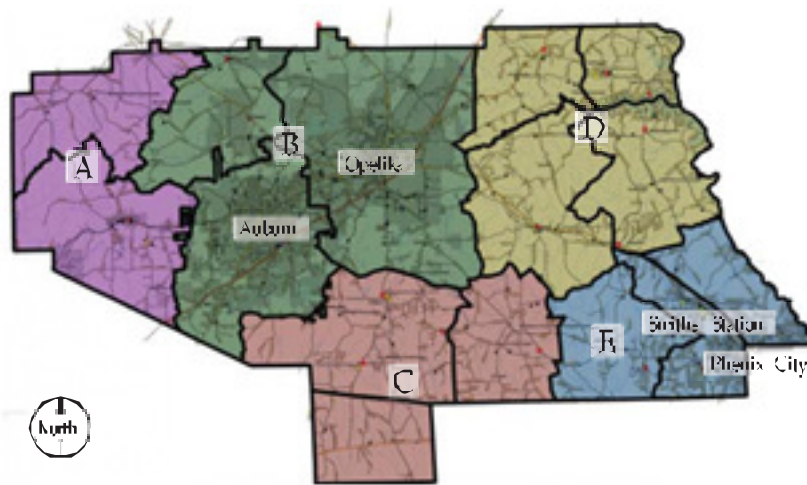 A
B
D
Opelika
Auburn
Smiths Station
E
Phenix City
C
North